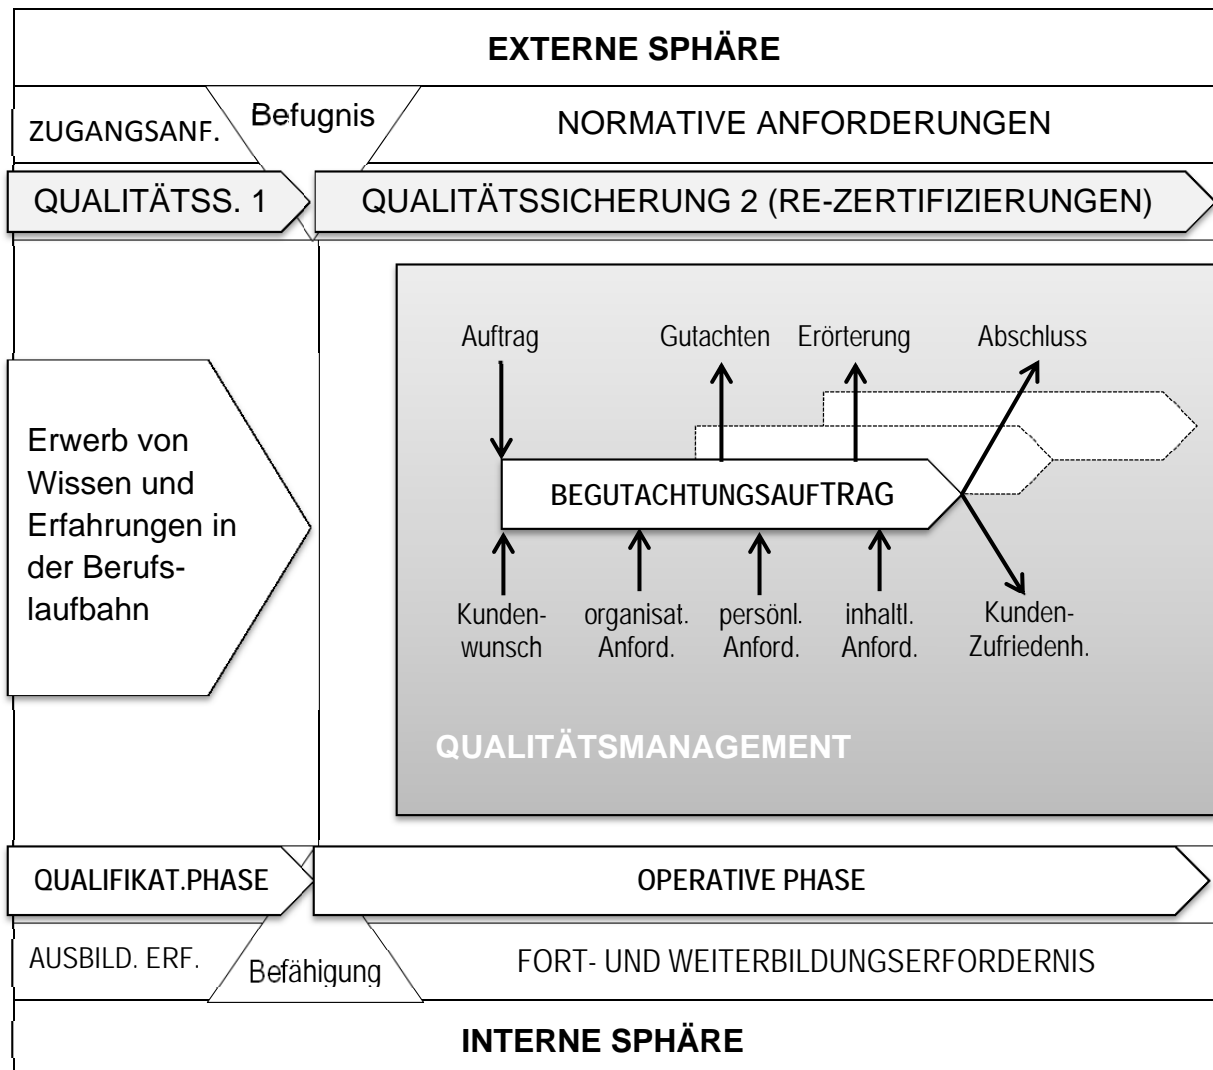 EXTERNE SPHÄRE
ZUGANGSANF.
Befugnis
NORMATIVE ANFORDERUNGEN
QUALITÄTSS. 1
QUALITÄTSSICHERUNG 2 (RE-ZERTIFIZIERUNGEN)
Auftrag
Gutachten
Erörterung
Abschluss
Erwerb von
Wissen und
Erfahrungen in
der Berufs-
laufbahn
BEGUTACHTUNGSAUFTRAG
Kunden-
wunsch
organisat.
Anford.
persönl.
Anford.
inhaltl.
Anford.
Kunden-
Zufriedenh.
QUALITÄTSMANAGEMENT
QUALIFIKAT.PHASE
OPERATIVE PHASE
AUSBILD. ERF.
Befähigung
FORT- UND WEITERBILDUNGSERFORDERNIS
INTERNE SPHÄRE